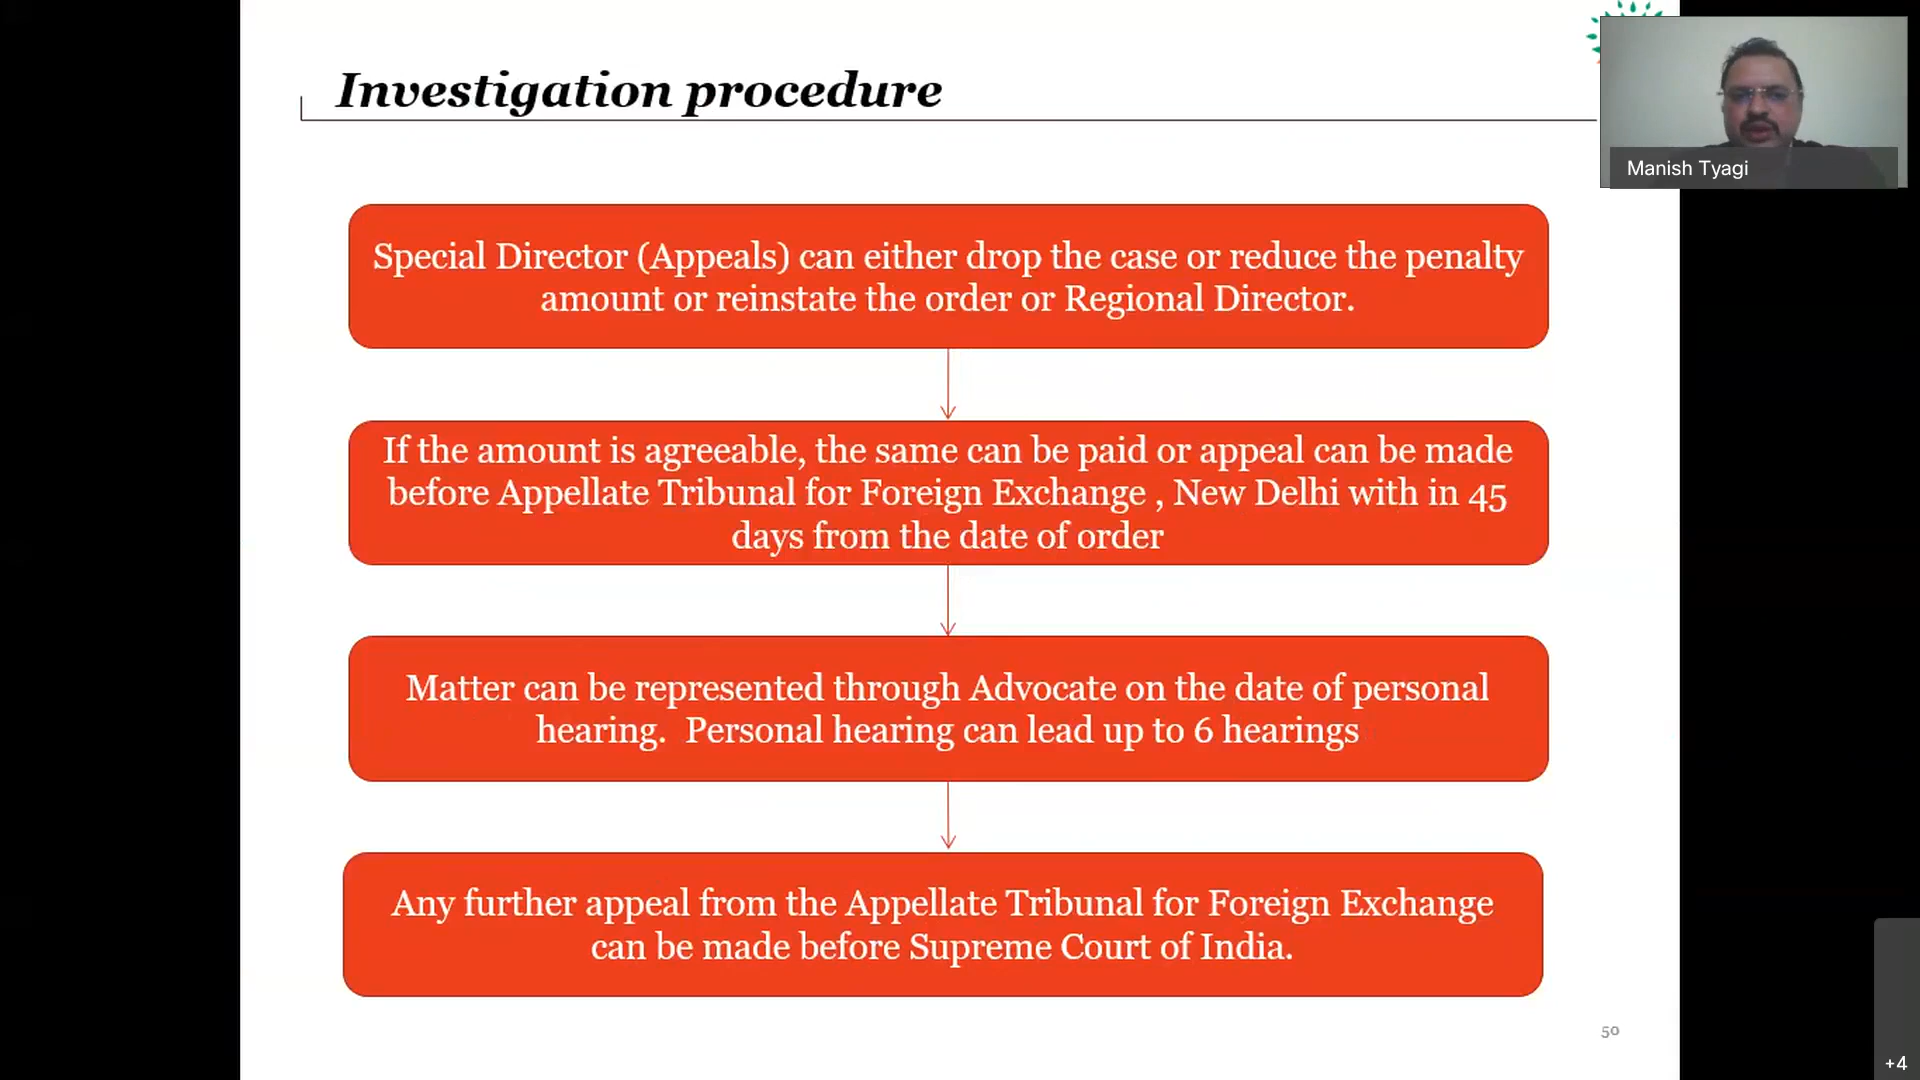 Investigation procedure
Manish Tyagi
Special Director (Appeals) can either drop the case or reduce the penalty
amount or reinstate the order or Regional Director.
If the amount is agreeable, the same can be paid or appeal can be made
before Appellate Tribunal for Foreign Exchange , New Delhi with in 45
days from the date of order
Matter can be represented through Advocate on the date of personal
hearing.  Personal hearing can lead up to 6 hearings
Any further appeal from the Appellate Tribunal for Foreign Exchange
can be made before Supreme Court of India.
50
+4